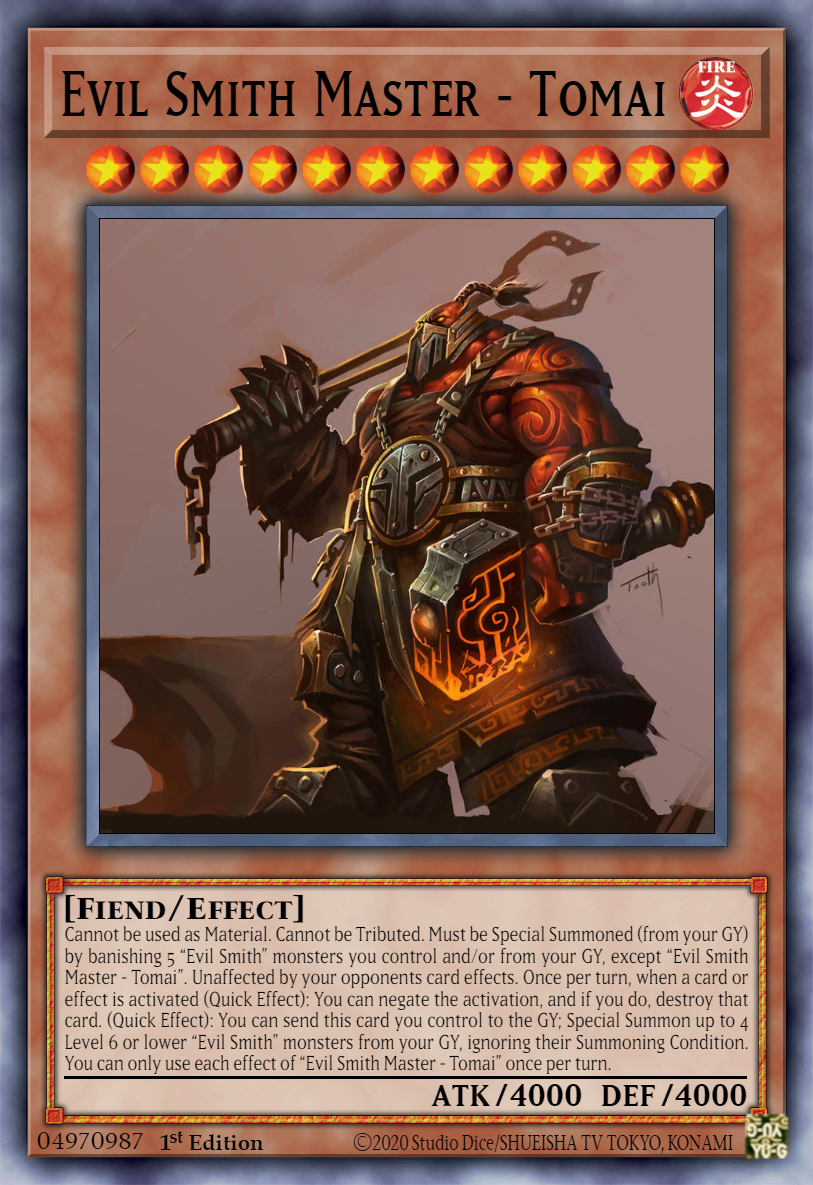 Evil Smith Master - Tomai
FIRE
炎
Tooth
[Fiend/Effect]
Cannot be used as Material. Cannot be Tributed. Must be Special Summoned (from your GY)
by banishing 5 “Evil Smith” monsters you control and/or from your GY, except “Evil Smith
Master - Tomai”. Unaffected by your opponents card effects. Once per turn, when a card or
effect is activated (Quick Effect): You can negate the activation, and if you do, destroy that
card. (Quick Effect): You can send this card you control to the GY; Special Summon up to 4
Level 6 or lower “Evil Smith” monsters from your GY, ignoring their Summoning Condition.
You can only use each effect of “Evil Smith Master - Tomai” once per turn.
ATK/4000 DEF/4000
04970987 1st Edition ©2020 Studio Dice/SHUEISHA TV TOKYO, KONAMI